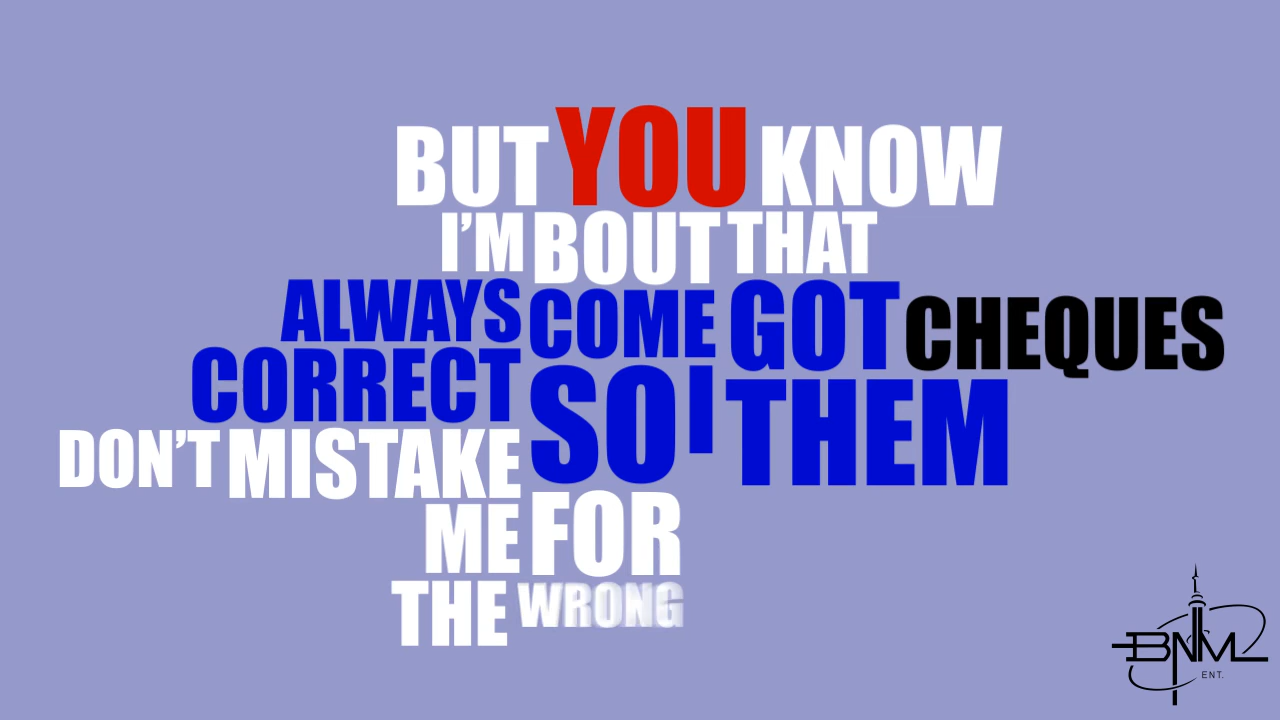 BUT YOU KNOW
I'M BOUT THAT
ALWAYS COME GOT CHEQUES
CORRECT SO I THEM
DON'T MISTAKE
ME FOR
THE WRONG
BNM
ENT.